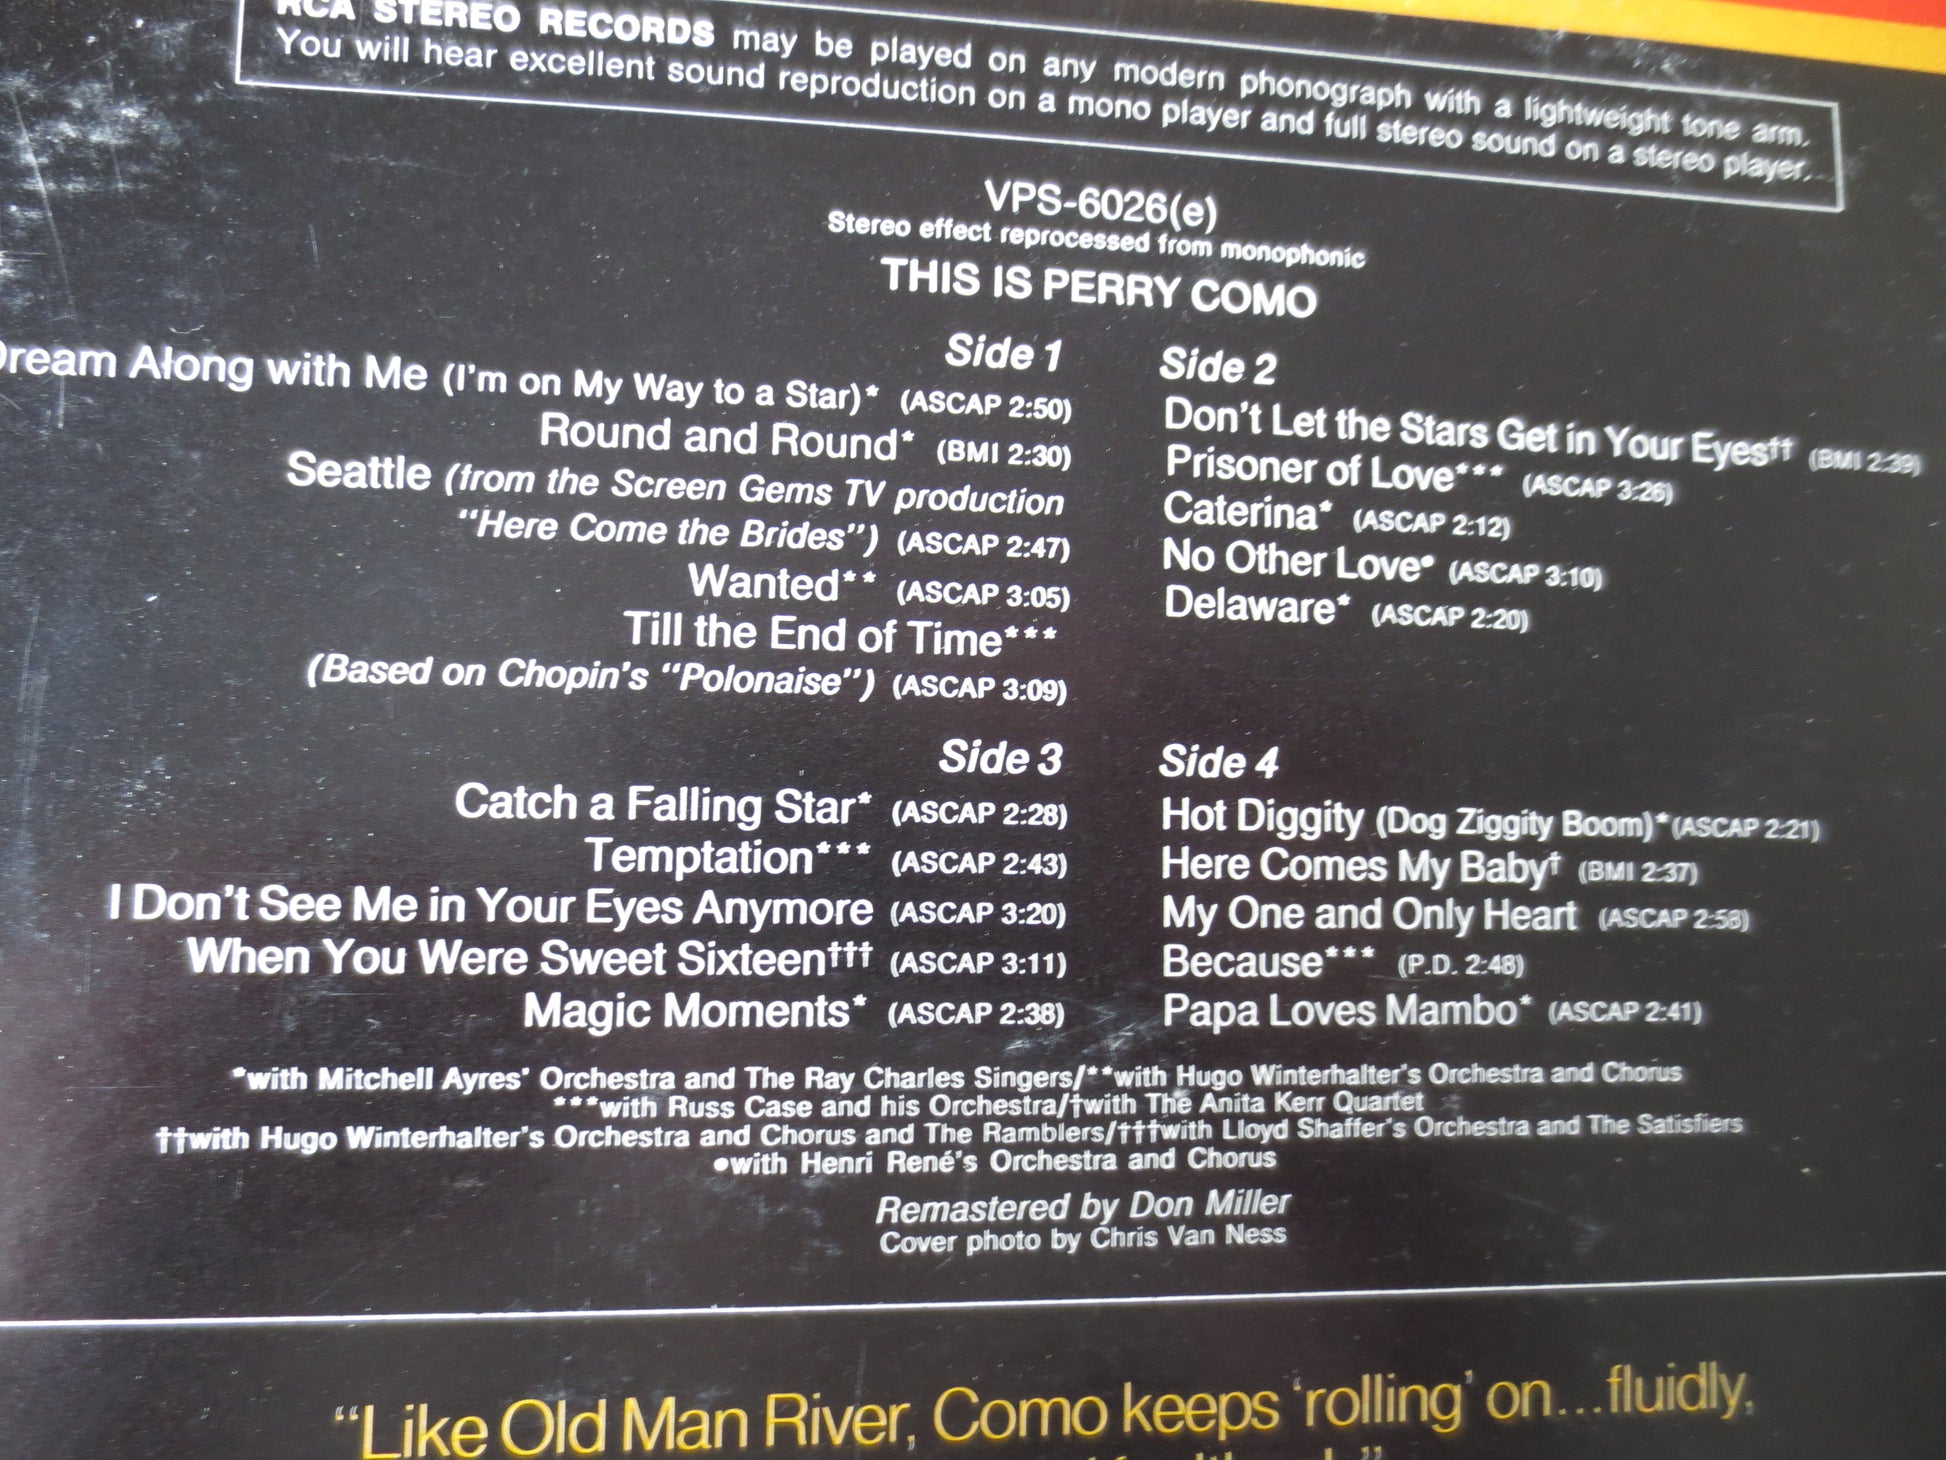 RCA STEREO RECORDS may be played on any modern phonograph with a lightweight tone arm.
You will hear excellent sound reproduction on a mono player and full stereo sound on a stereo player.
VPS-6026(e)
Stereo effect reprocessed from monophonic
THIS IS PERRY COMO
Side 1
Dream Along with Me (I'm on My Way to a Star)* (ASCAP 2:50)
Round and Round* (BMI 2:30)
Seattle (from the Screen Gems TV production
"Here Come the Brides") (ASCAP 2:47)
Wanted** (ASCAP 3:05)
Till the End of Time***
(Based on Chopin's "Polonaise") (ASCAP 3:09)
Side 2
Don't Let the Stars Get in Your Eyes†† (BMI 2:39)
Prisoner of Love*** (ASCAP 3:26)
Caterina* (ASCAP 2:12)
No Other Love• (ASCAP 3:10)
Delaware* (ASCAP 2:20)
Side 3
Catch a Falling Star* (ASCAP 2:28)
Temptation*** (ASCAP 2:43)
I Don't See Me in Your Eyes Anymore (ASCAP 3:20)
When You Were Sweet Sixteen††† (ASCAP 3:11)
Magic Moments* (ASCAP 2:38)
Side 4
Hot Diggity (Dog Ziggity Boom)* (ASCAP 2:21)
Here Comes My Baby† (BMI 2:37)
My One and Only Heart (ASCAP 2:58)
Because*** (P.D. 2:48)
Papa Loves Mambo* (ASCAP 2:41)
*with Mitchell Ayres' Orchestra and The Ray Charles Singers/**with Hugo Winterhalter's Orchestra and Chorus
***with Russ Case and his Orchestra/†with The Anita Kerr Quartet
††with Hugo Winterhalter's Orchestra and Chorus and The Ramblers/†††with Lloyd Shaffer's Orchestra and The Satisfiers
•with Henri René's Orchestra and Chorus
Remastered by Don Miller
Cover photo by Chris Van Ness
"Like Old Man River, Como keeps 'rolling' on...fluidly,